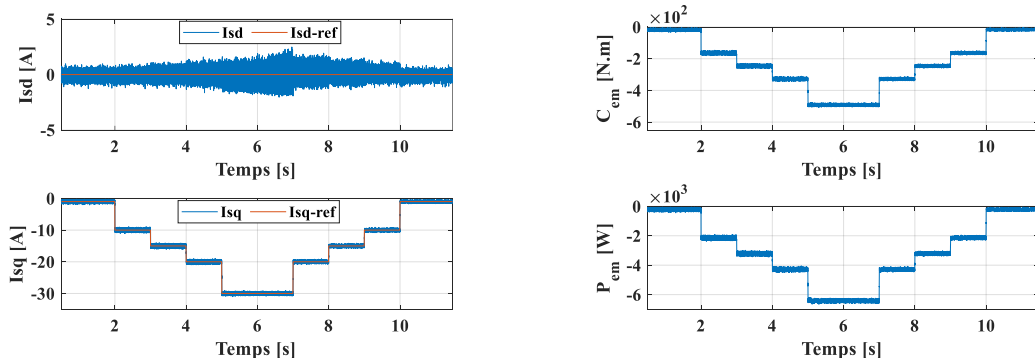 5
0
-5
Isd [A]
Isd Isd-ref
2 4 6 8 10
Temps [s]
0
-10
-20
-30
Isq [A]
Isq Isq-ref
2 4 6 8 10
Temps [s]
×10²
0
-2
-4
-6
C_em [N.m]
2 4 6 8 10
Temps [s]
×10³
0
-2
-4
-6
P_em [W]
2 4 6 8 10
Temps [s]